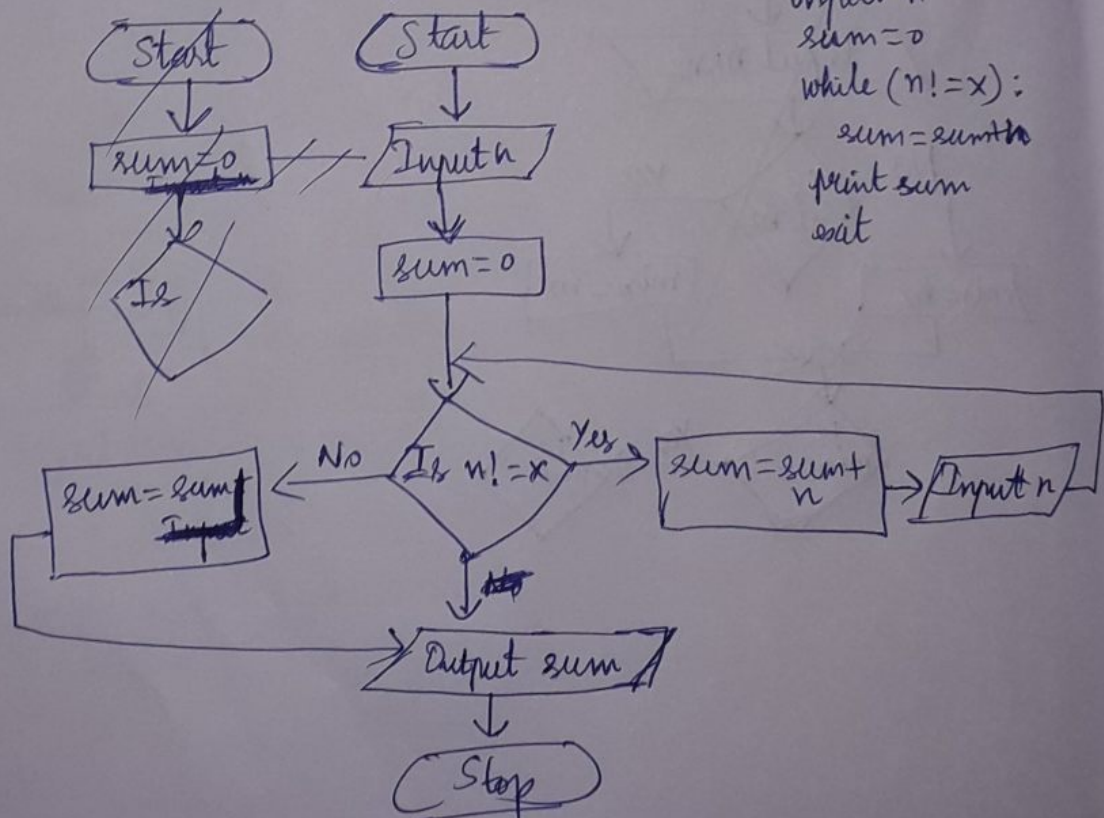 Start
sum=0
Is
Start
Input n
sum=0
Is n!=x
Yes
No
sum=sum+
n
Input n
sum=sum
Output sum
Stop
sum=0
while (n!=x):
sum=sum+n
print sum
exit